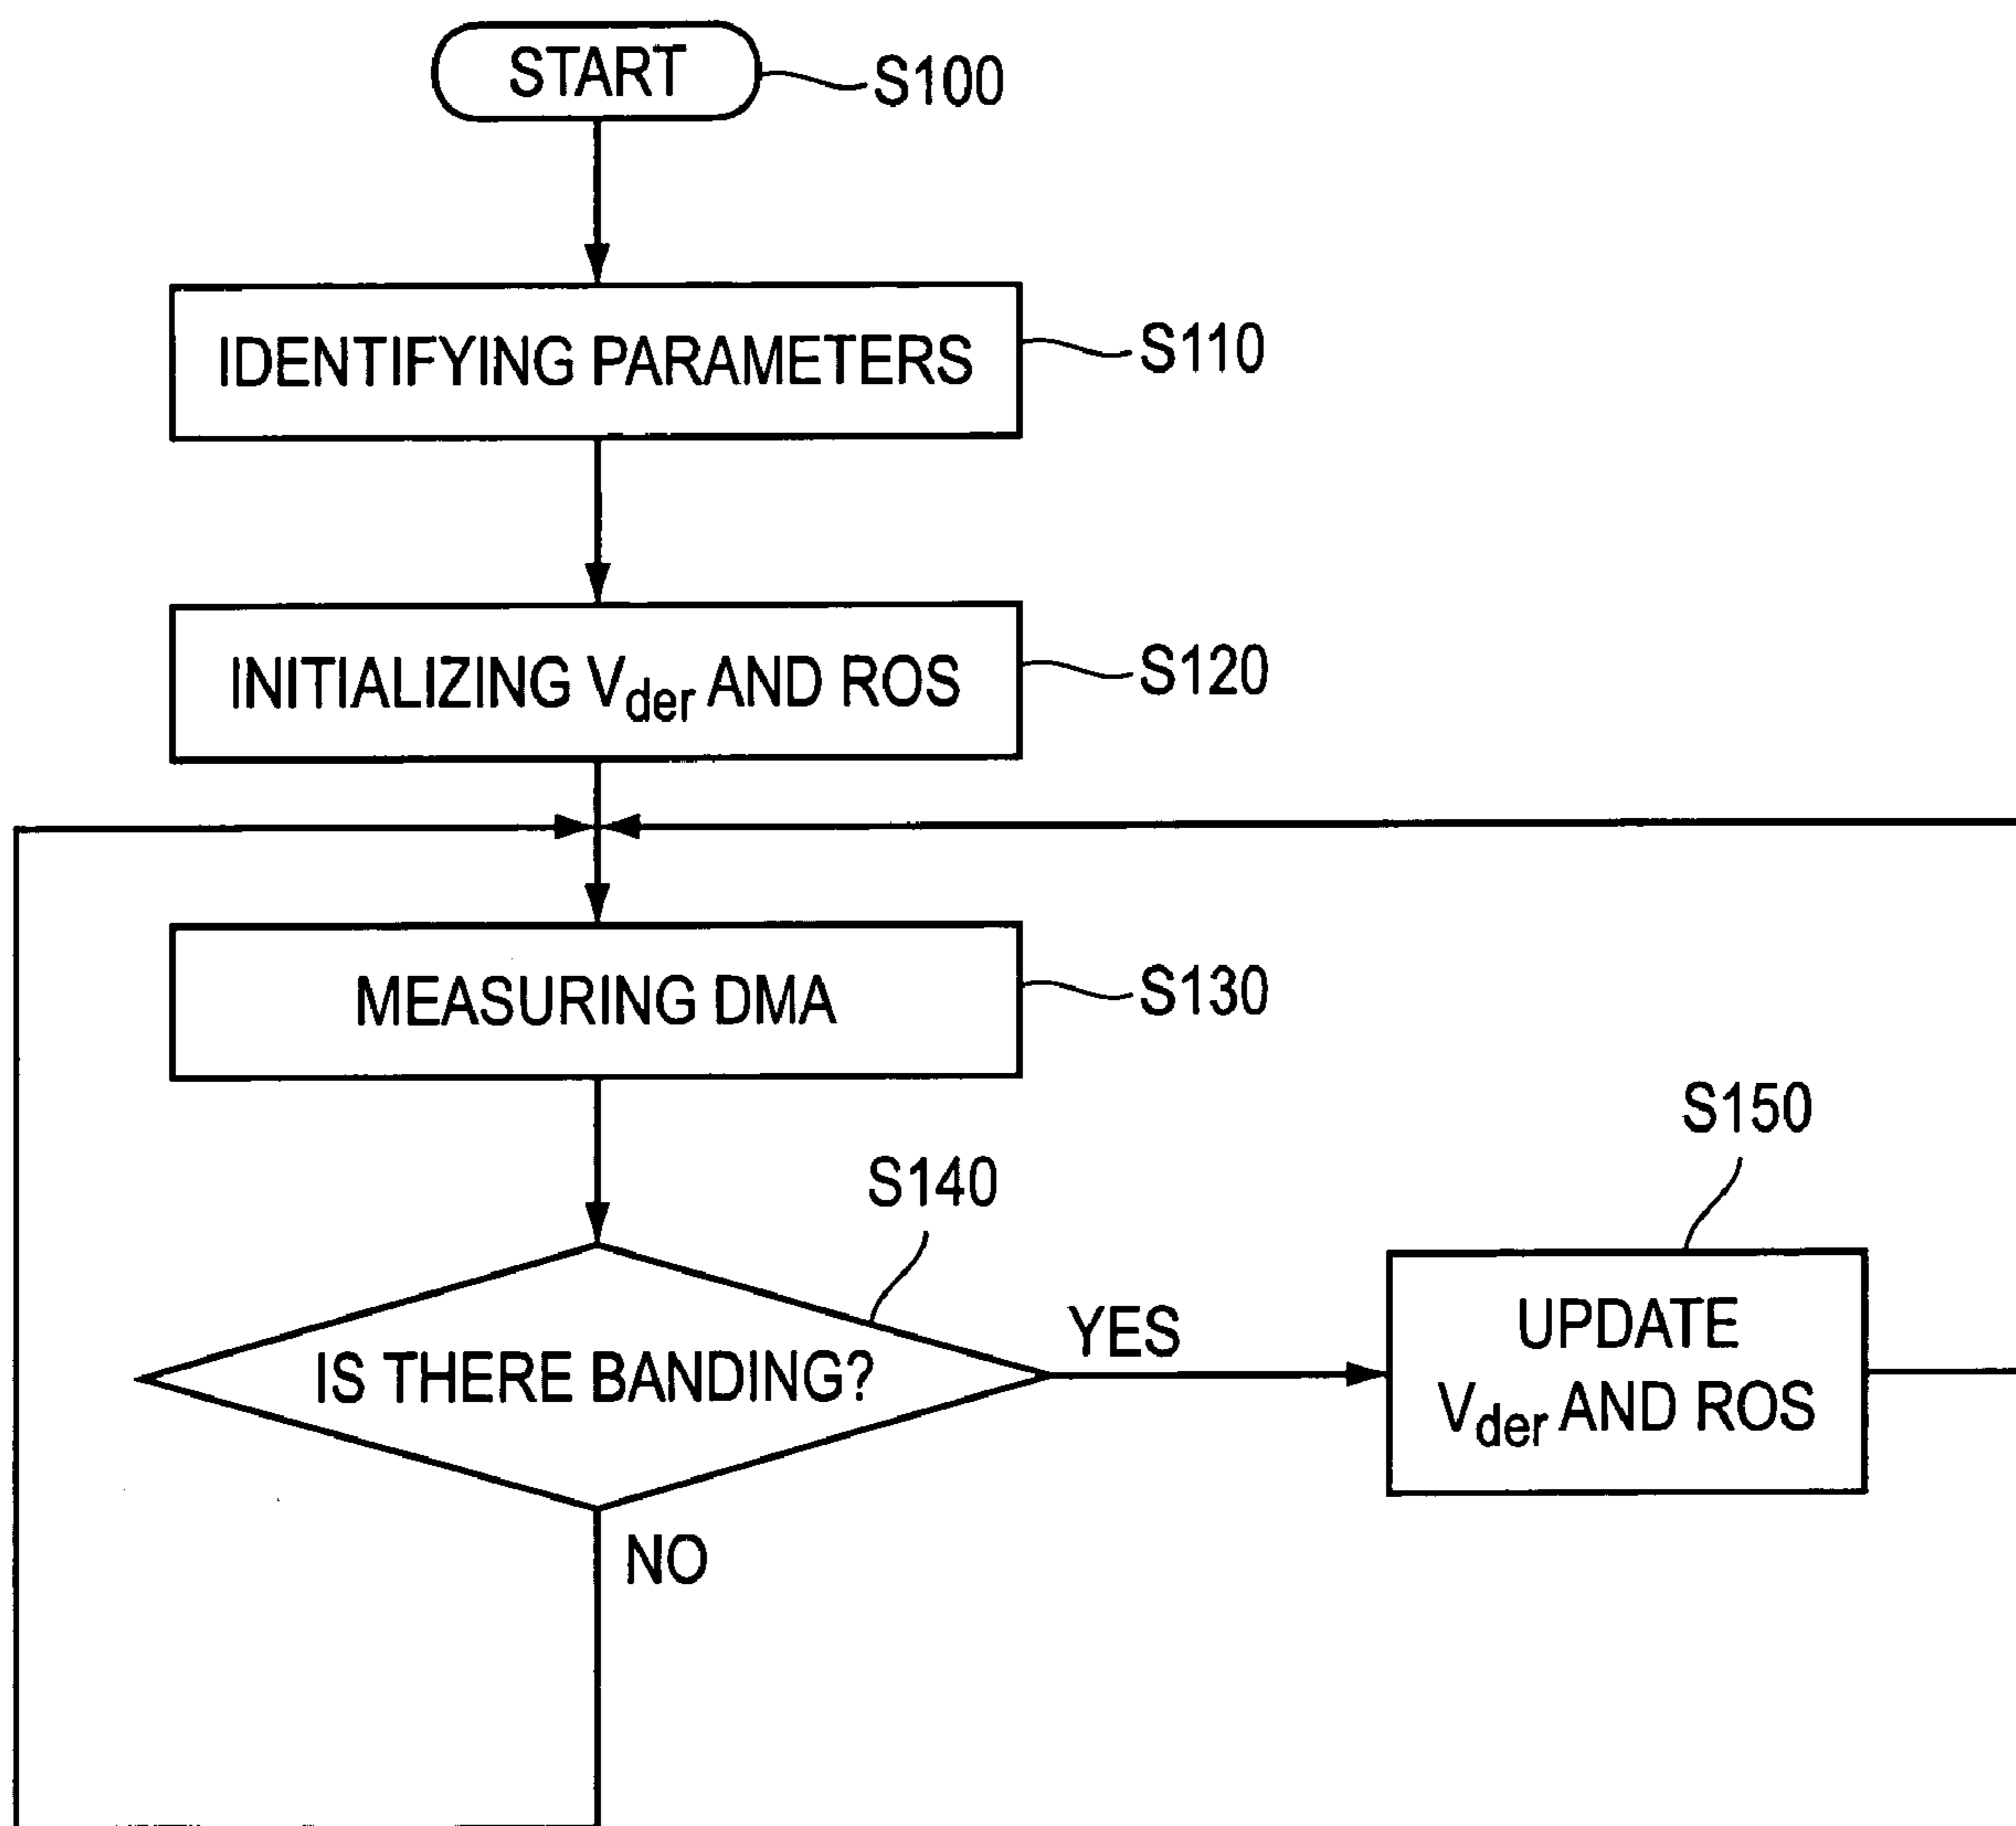 START
S100
IDENTIFYING PARAMETERS
S110
INITIALIZING Vder AND ROS
S120
MEASURING DMA
S130
S140
IS THERE BANDING?
YES
NO
S150
UPDATE
Vder AND ROS